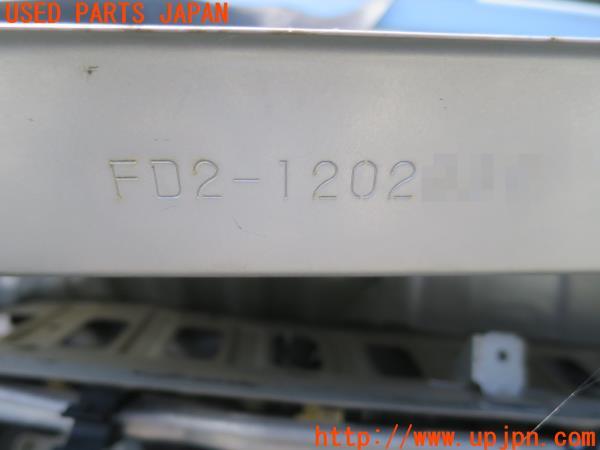 USED PARTS JAPAN
FD2-1202
http://www.upjpn.com